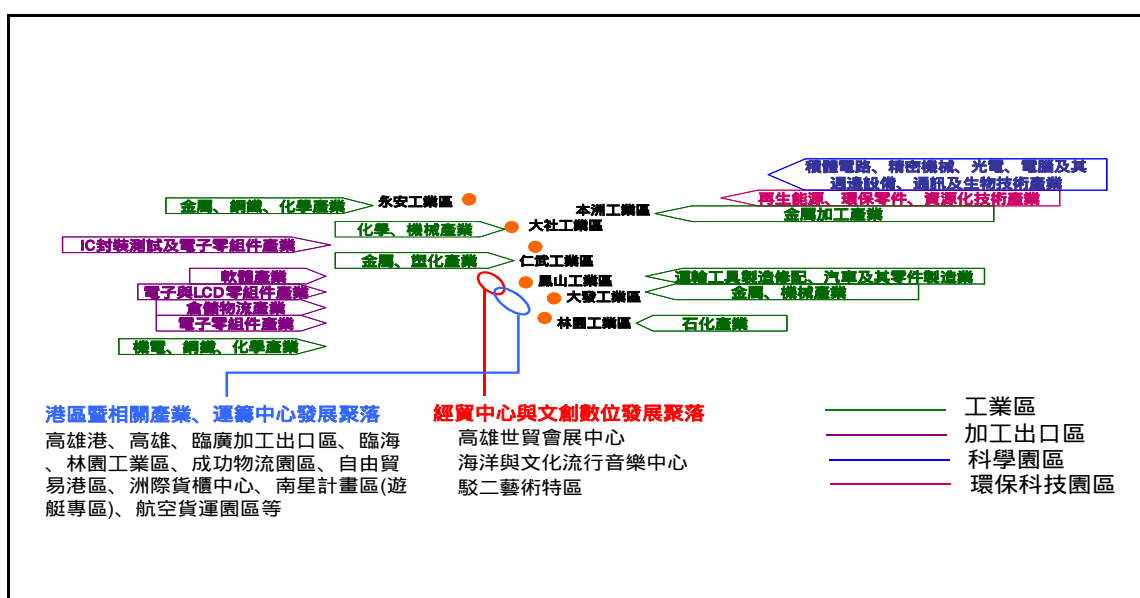 積體電路、精密機械、光電、電腦及其
週邊設備、通訊及生物技術產業
再生能源、環保零件、資源化技術產業
金屬、鋼鐵、化學產業
永安工業區
本洲工業區
金屬加工產業
化學、機械產業
大社工業區
IC封裝測試及電子零組件產業
金屬、塑化產業
仁武工業區
軟體產業
鳳山工業區
運輸工具製造修配、汽車及其零件製造業
電子與LCD零組件產業
大發工業區
金屬、機械產業
倉儲物流產業
電子零組件產業
林園工業區
石化產業
機電、鋼鐵、化學產業
港區暨相關產業、運籌中心發展聚落
高雄港、高雄、臨廣加工出口區、臨海
、林園工業區、成功物流園區、自由貿
易港區、洲際貨櫃中心、南星計畫區(遊
艇專區)、航空貨運園區等
經貿中心與文創數位發展聚落
高雄世貿會展中心
海洋與文化流行音樂中心
駁二藝術特區
工業區
加工出口區
科學園區
環保科技園區